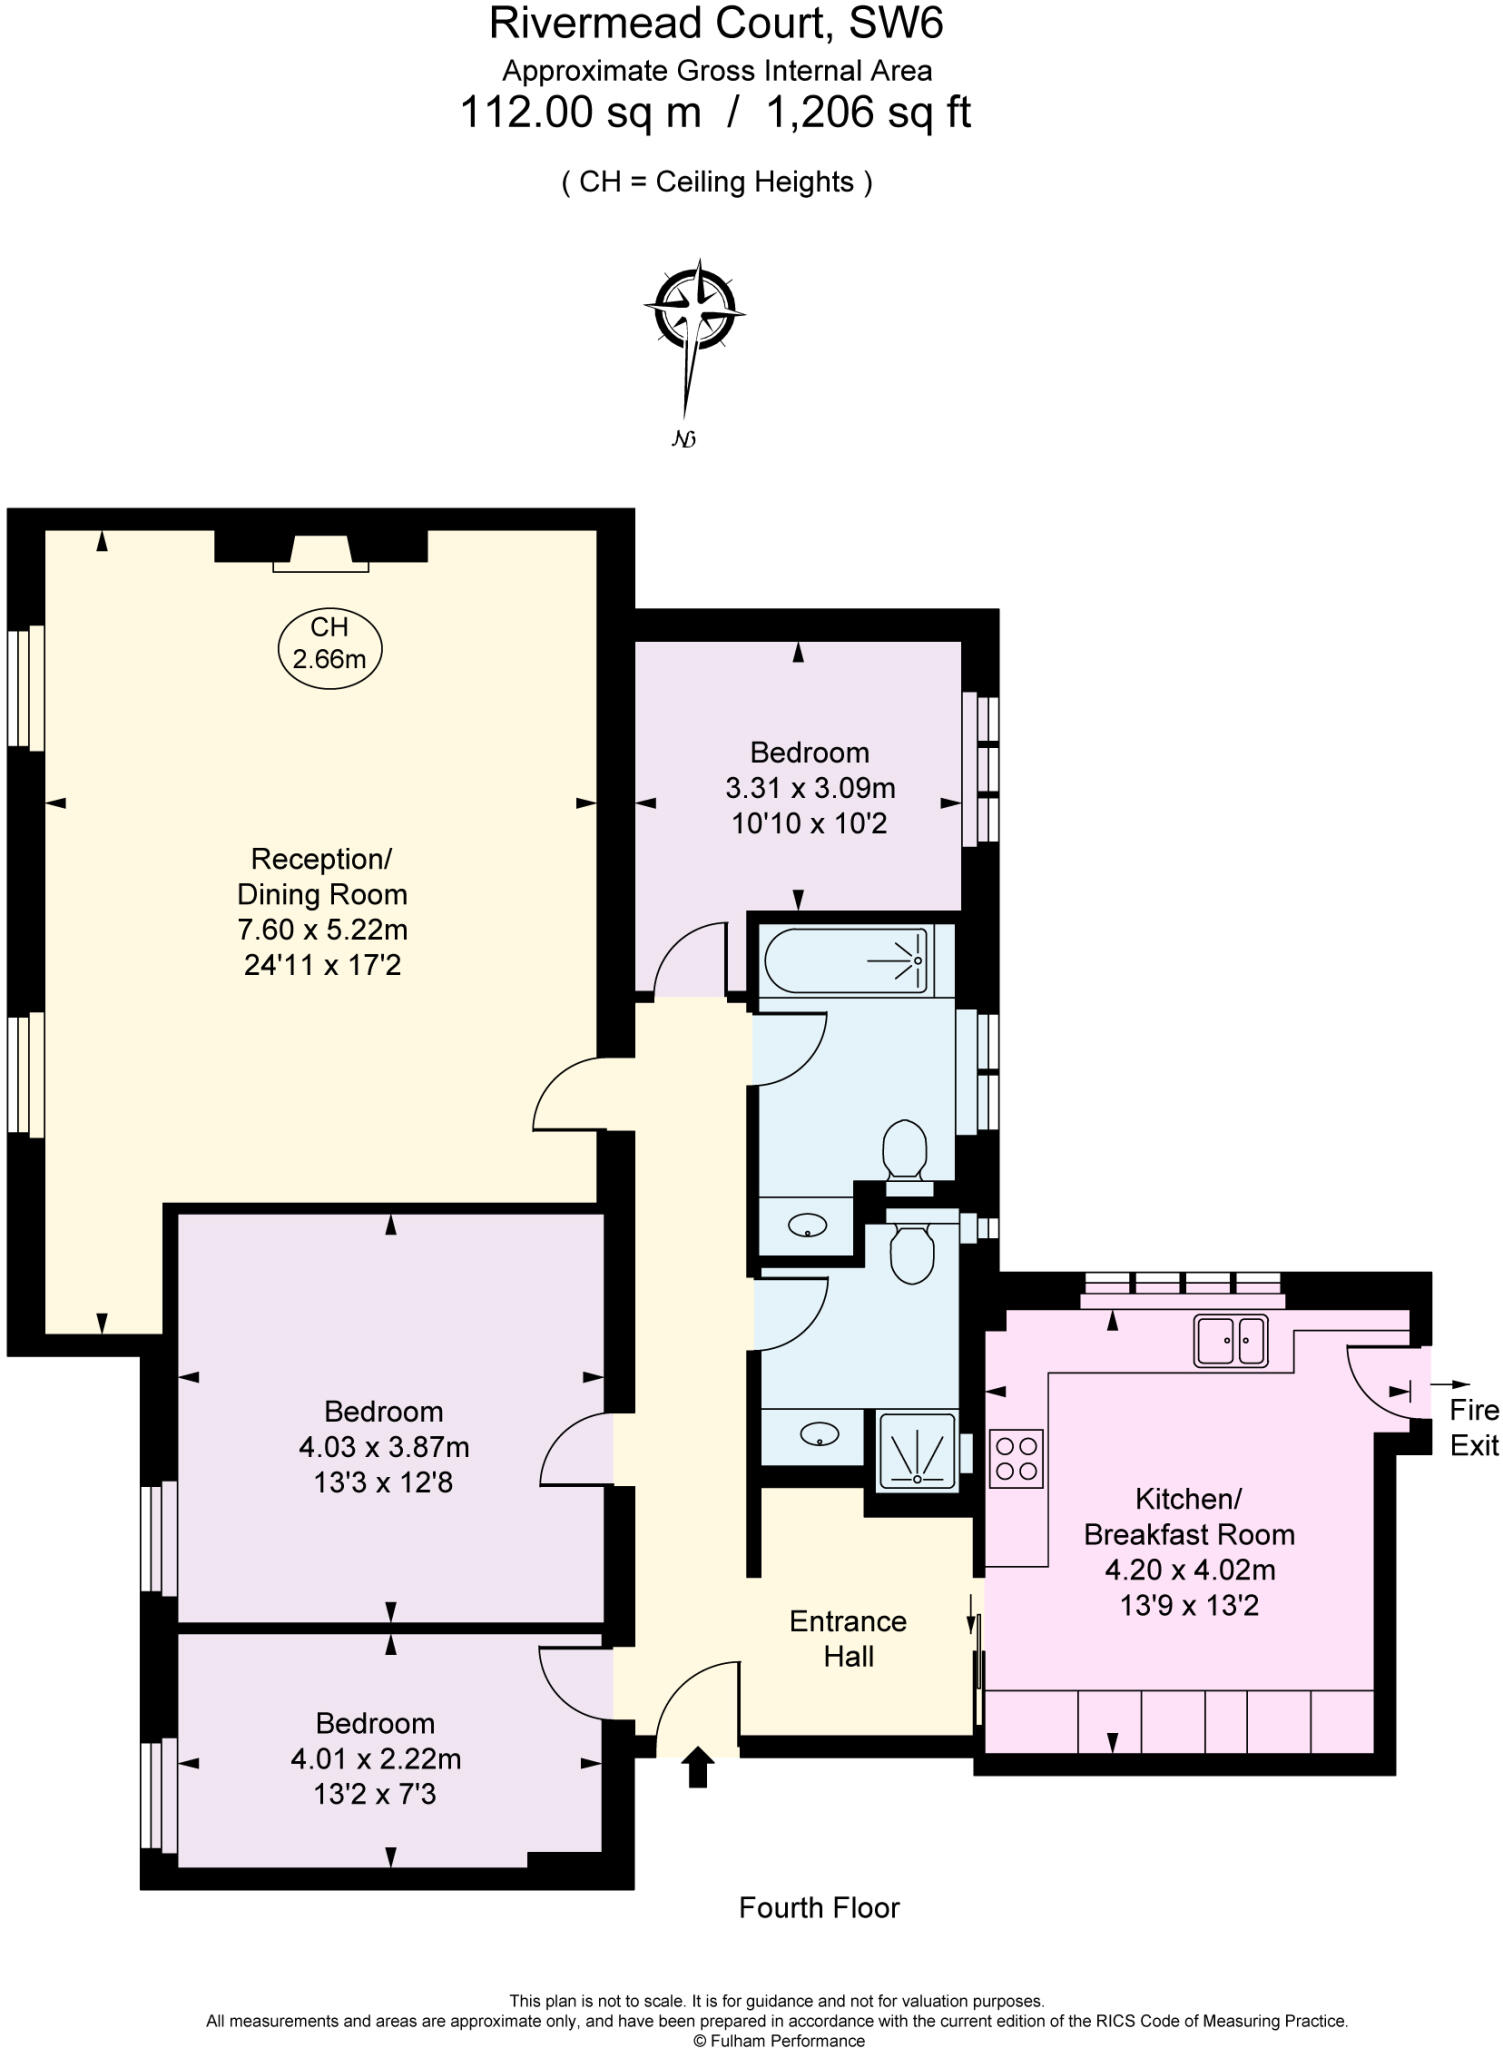 Rivermead Court, SW6
Approximate Gross Internal Area
112.00 sq m / 1,206 sq ft
( CH = Ceiling Heights )
N
CH
2.66m
Reception/
Dining Room
7.60 x 5.22m
24'11 x 17'2
Bedroom
3.31 x 3.09m
10'10 x 10'2
Bedroom
4.03 x 3.87m
13'3 x 12'8
Fire
Exit
Kitchen/
Breakfast Room
4.20 x 4.02m
13'9 x 13'2
Entrance
Hall
Bedroom
4.01 x 2.22m
13'2 x 7'3
Fourth Floor
This plan is not to scale. It is for guidance and not for valuation purposes.
All measurements and areas are approximate only, and have been prepared in accordance with the current edition of the RICS Code of Measuring Practice.
© Fulham Performance